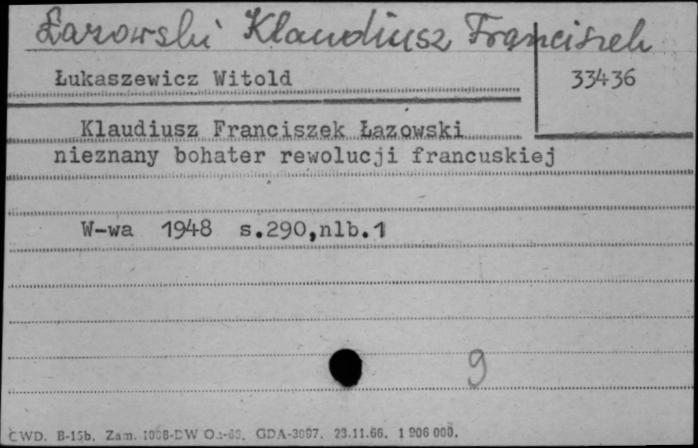 Łazowski Klaudiusz Franciszek
Łukaszewicz Witold
33436
Klaudiusz Franciszek Łazowski
nieznany bohater rewolucji francuskiej
W-wa 1948 s.290,nlb.1
9
CWD. B-15b. Zam. GDA-3097. 23.11.66. 1 906 000.